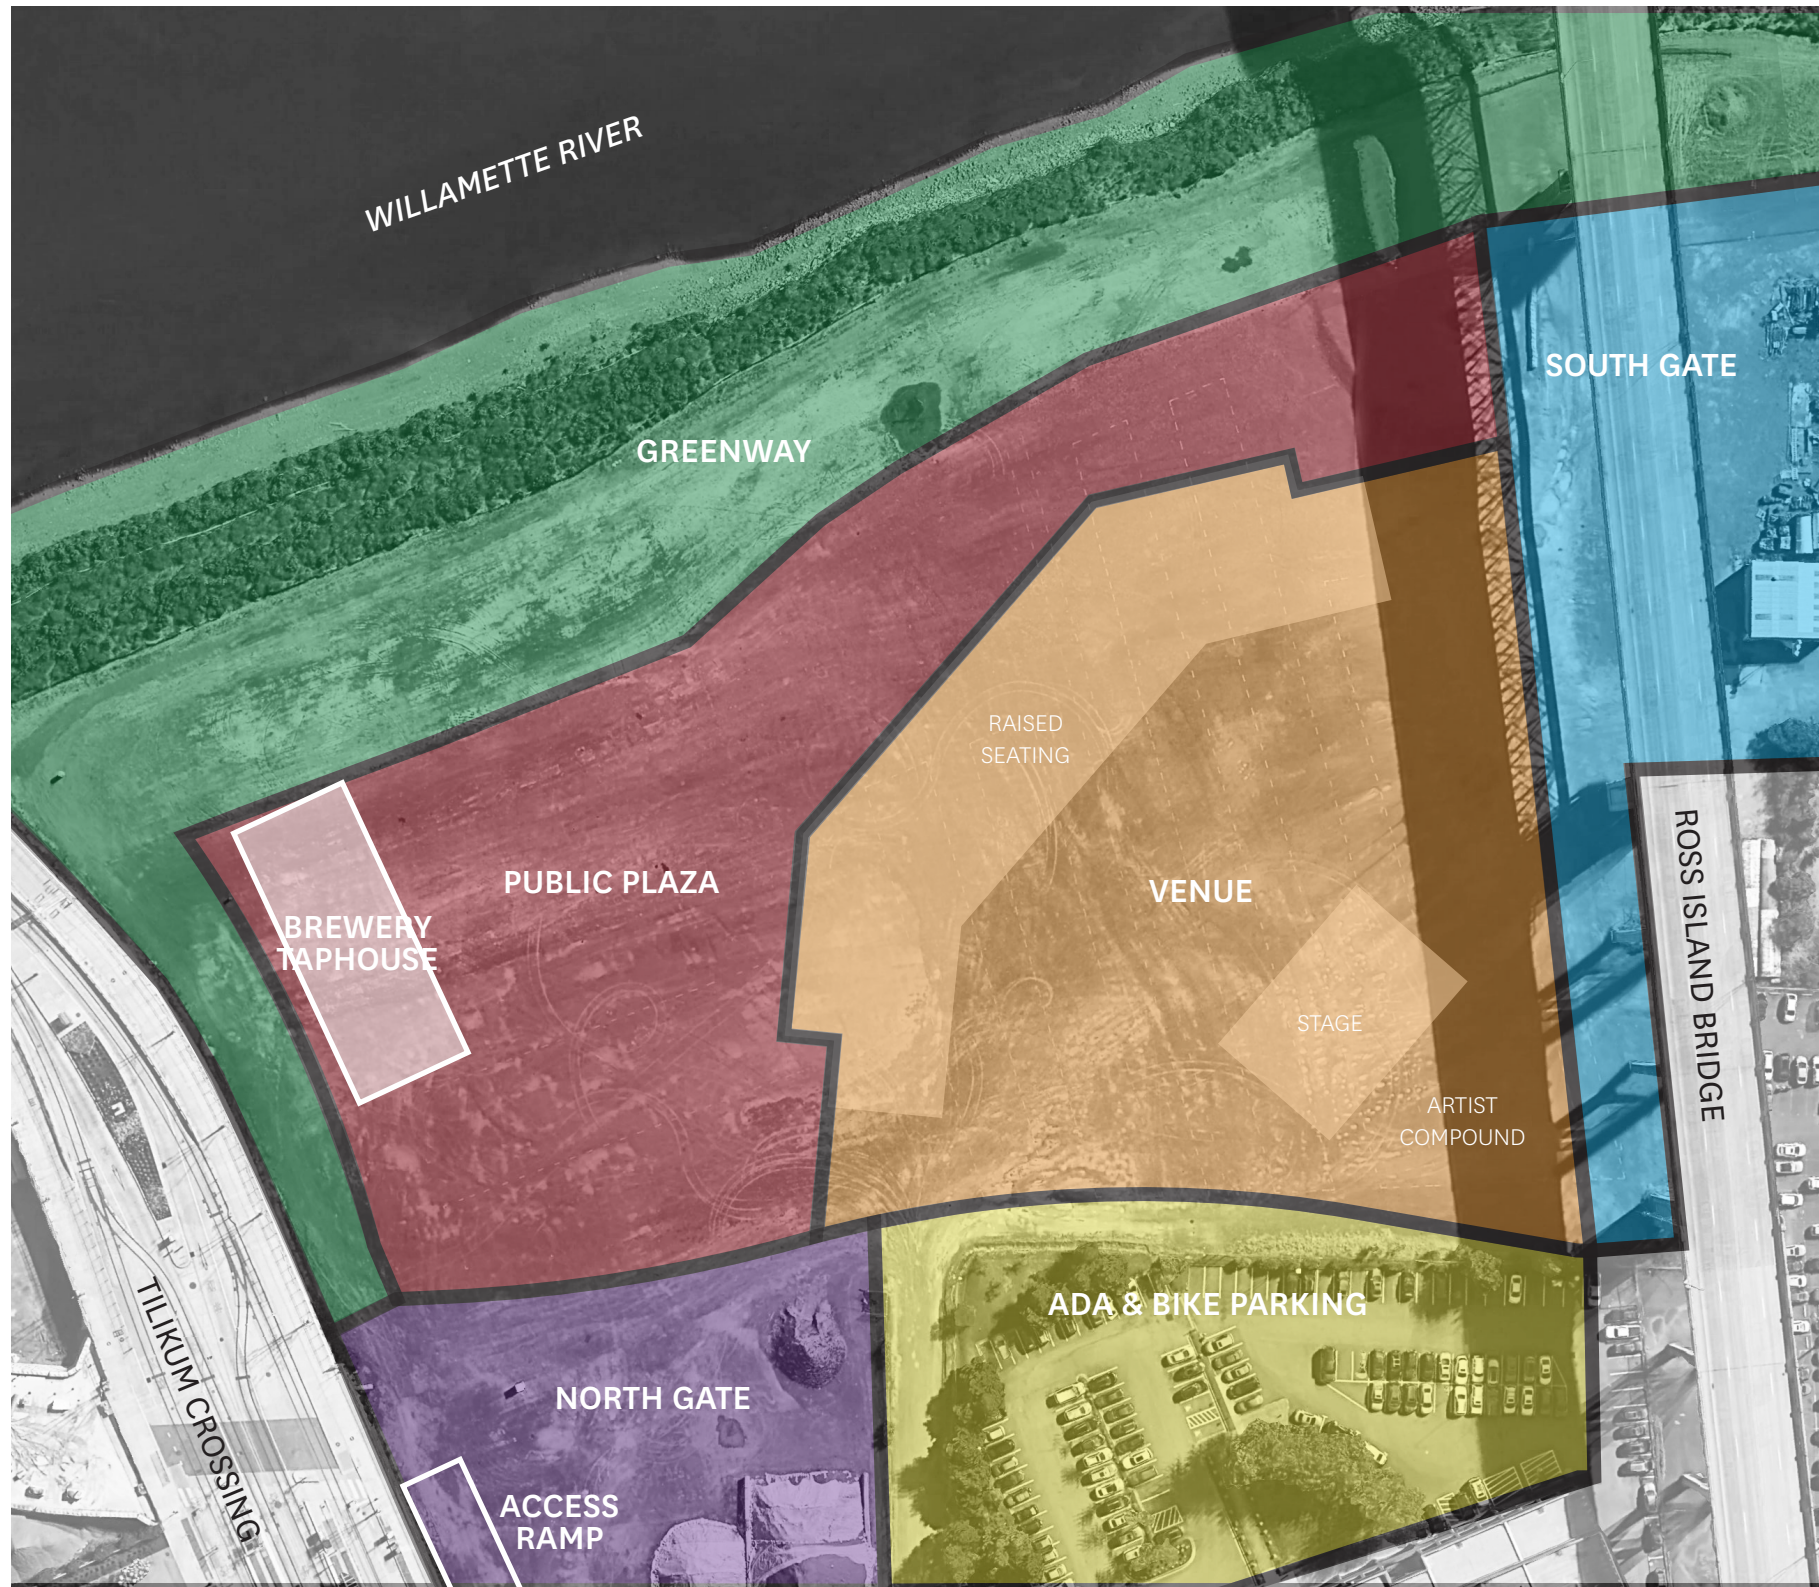 WILLAMETTE RIVER
SOUTH GATE
GREENWAY
RAISED
SEATING
PUBLIC PLAZA
VENUE
BREWERY
TAPHOUSE
ROSS ISLAND BRIDGE
STAGE
ARTIST
COMPOUND
ADA & BIKE PARKING
TILIKUM CROSSING
NORTH GATE
ACCESS
RAMP